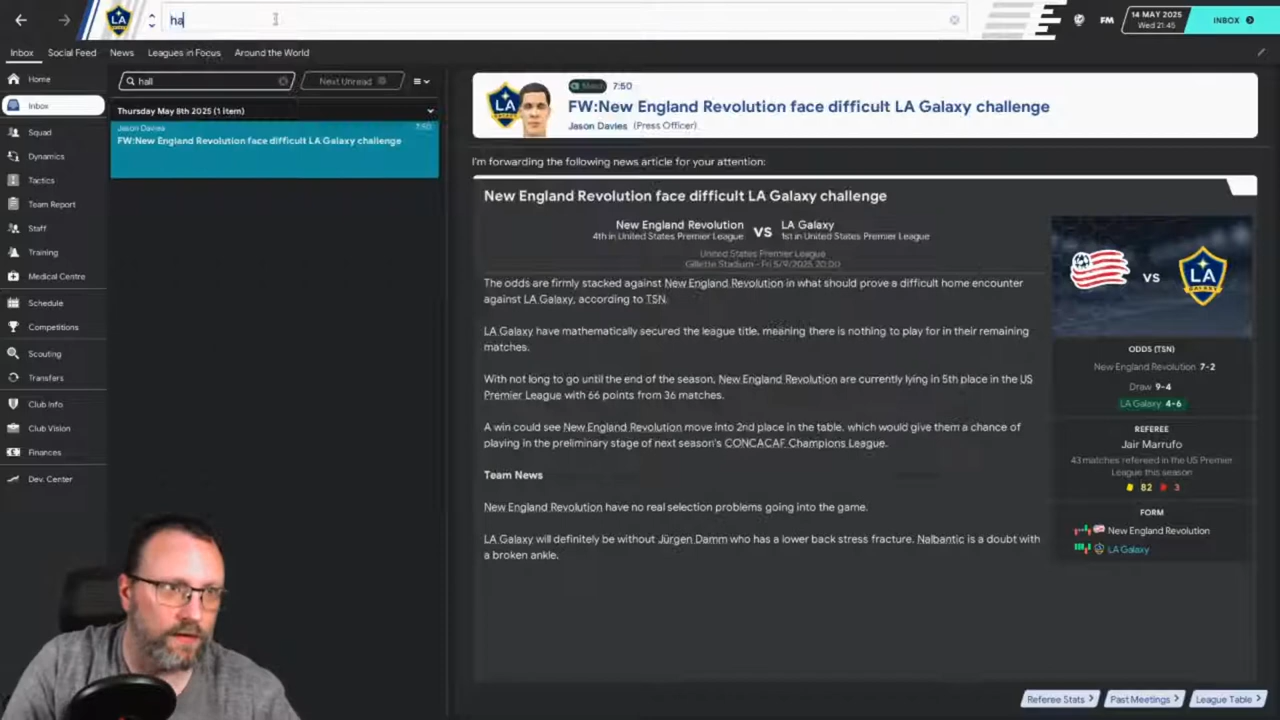 ha
FM
14 MAY 2025
Wed 21:45
INBOX
Inbox
Social Feed
News
Leagues in Focus
Around the World
Home
Inbox
Squad
Dynamics
Tactics
Team Report
Staff
Training
Medical Centre
Schedule
Competitions
Scouting
Transfers
Club Info
Club Vision
Finances
Dev. Center
hall
Next Unread
Thursday May 8th 2025 (1 item)
Jason Davies
7:50
FW:New England Revolution face difficult LA Galaxy challenge
LA
7:50
FW:New England Revolution face difficult LA Galaxy challenge
Jason Davies (Press Officer)
I'm forwarding the following news article for your attention:
New England Revolution face difficult LA Galaxy challenge
New England Revolution VS LA Galaxy
4th in United States Premier League
1st in United States Premier League
United States Premier League
Gillette Stadium - Fri 5/9/2025 20:00
The odds are firmly stacked against New England Revolution in what should prove a difficult home encounter
against LA Galaxy, according to TSN.
LA Galaxy have mathematically secured the league title, meaning there is nothing to play for in their remaining
matches.
With not long to go until the end of the season, New England Revolution are currently lying in 5th place in the US
Premier League with 66 points from 36 matches.
A win could see New England Revolution move into 2nd place in the table, which would give them a chance of
playing in the preliminary stage of next season's CONCACAF Champions League.
Team News
New England Revolution have no real selection problems going into the game.
LA Galaxy will definitely be without Jürgen Damm who has a lower back stress fracture. Nalbantic is a doubt with
a broken ankle.
VS
LA
ODDS (TSN)
New England Revolution 7-2
Draw 9-4
LA Galaxy 4-6
REFEREE
Jair Marrufo
43 matches refereed in the US Premier
League this season
82 3
FORM
New England Revolution
LA Galaxy
Referee Stats
Past Meetings
League Table